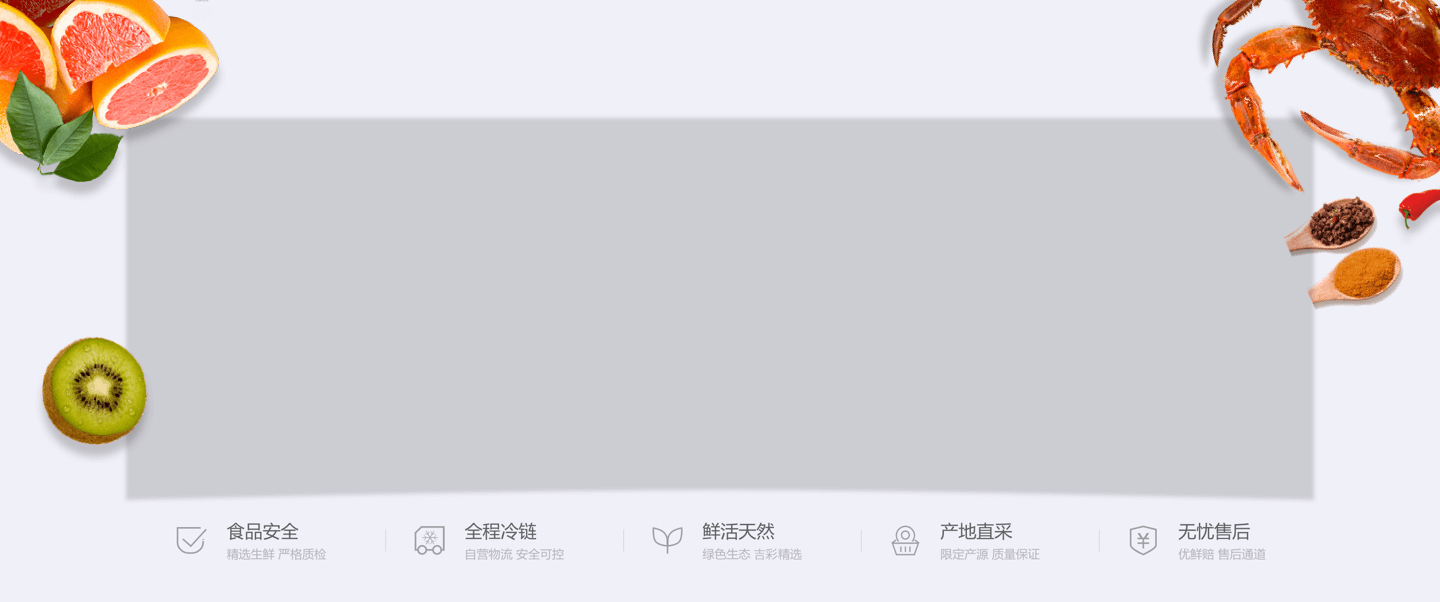 食品安全
精选生鲜 严格质检
全程冷链
自营物流 安全可控
鲜活天然
绿色生态 吉彩精选
产地直采
限定产源 质量保证
无忧售后
优鲜赔 售后通道